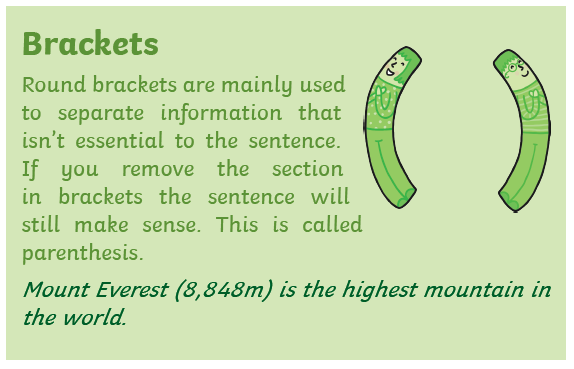 Brackets
Round brackets are mainly used
to separate information that
isn't essential to the sentence.
If you remove the section
in brackets the sentence will
still make sense. This is called
parenthesis.
Mount Everest (8,848m) is the highest mountain in
the world.